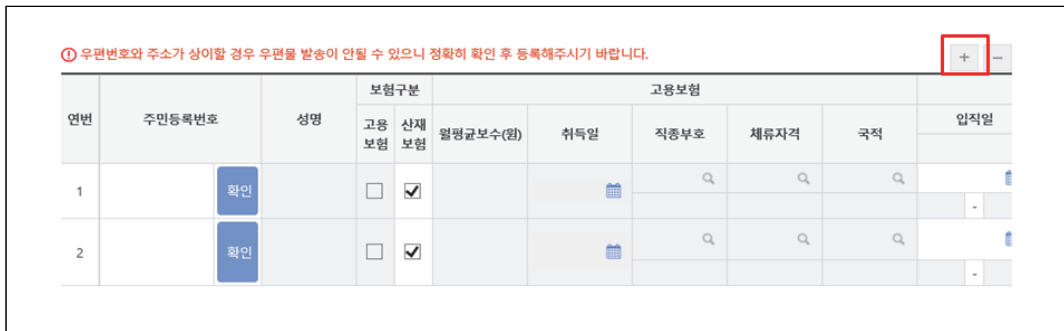 ! 우편번호와 주소가 상이할 경우 우편물 발송이 안될 수 있으니 정확히 확인 후 등록해주시기 바랍니다.
+ −
연번 주민등록번호 성명 보험구분 고용보험
고용보험 산재보험 월평균보수(원) 취득일 직종부호 체류자격 국적 입직일
1 확인
-
2 확인
-